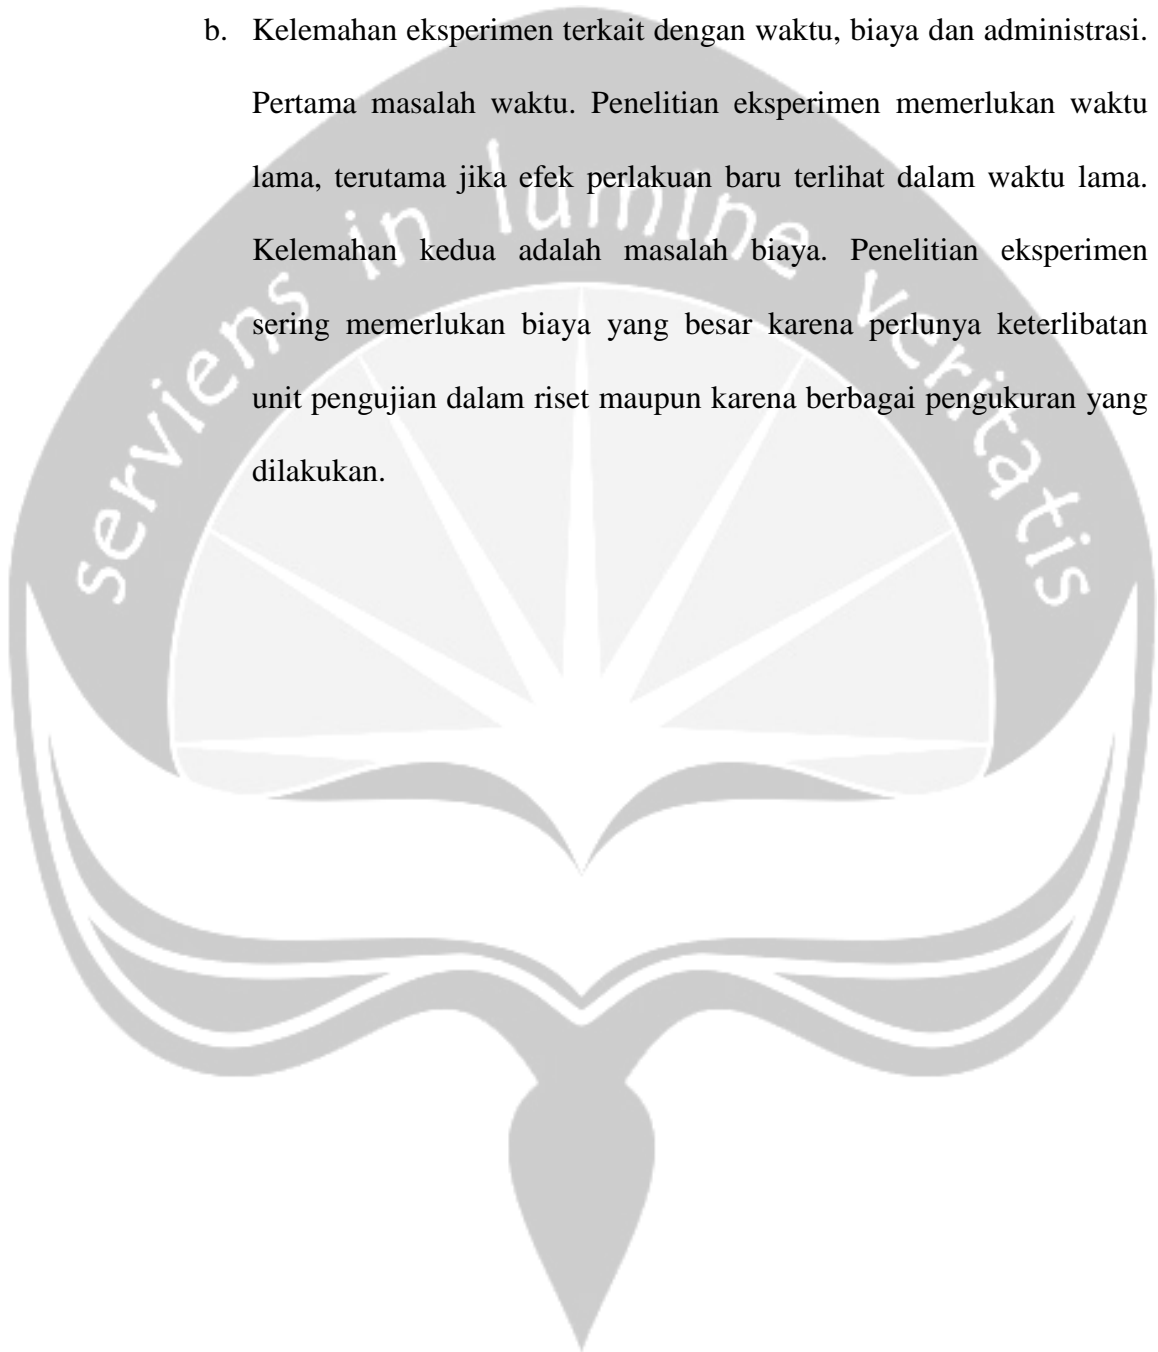 b. Kelemahan eksperimen terkait dengan waktu, biaya dan administrasi.
Pertama masalah waktu. Penelitian eksperimen memerlukan waktu
lama, terutama jika efek perlakuan baru terlihat dalam waktu lama.
Kelemahan kedua adalah masalah biaya. Penelitian eksperimen
sering memerlukan biaya yang besar karena perlunya keterlibatan
unit pengujian dalam riset maupun karena berbagai pengukuran yang
dilakukan.
serviens in lumine veritatis